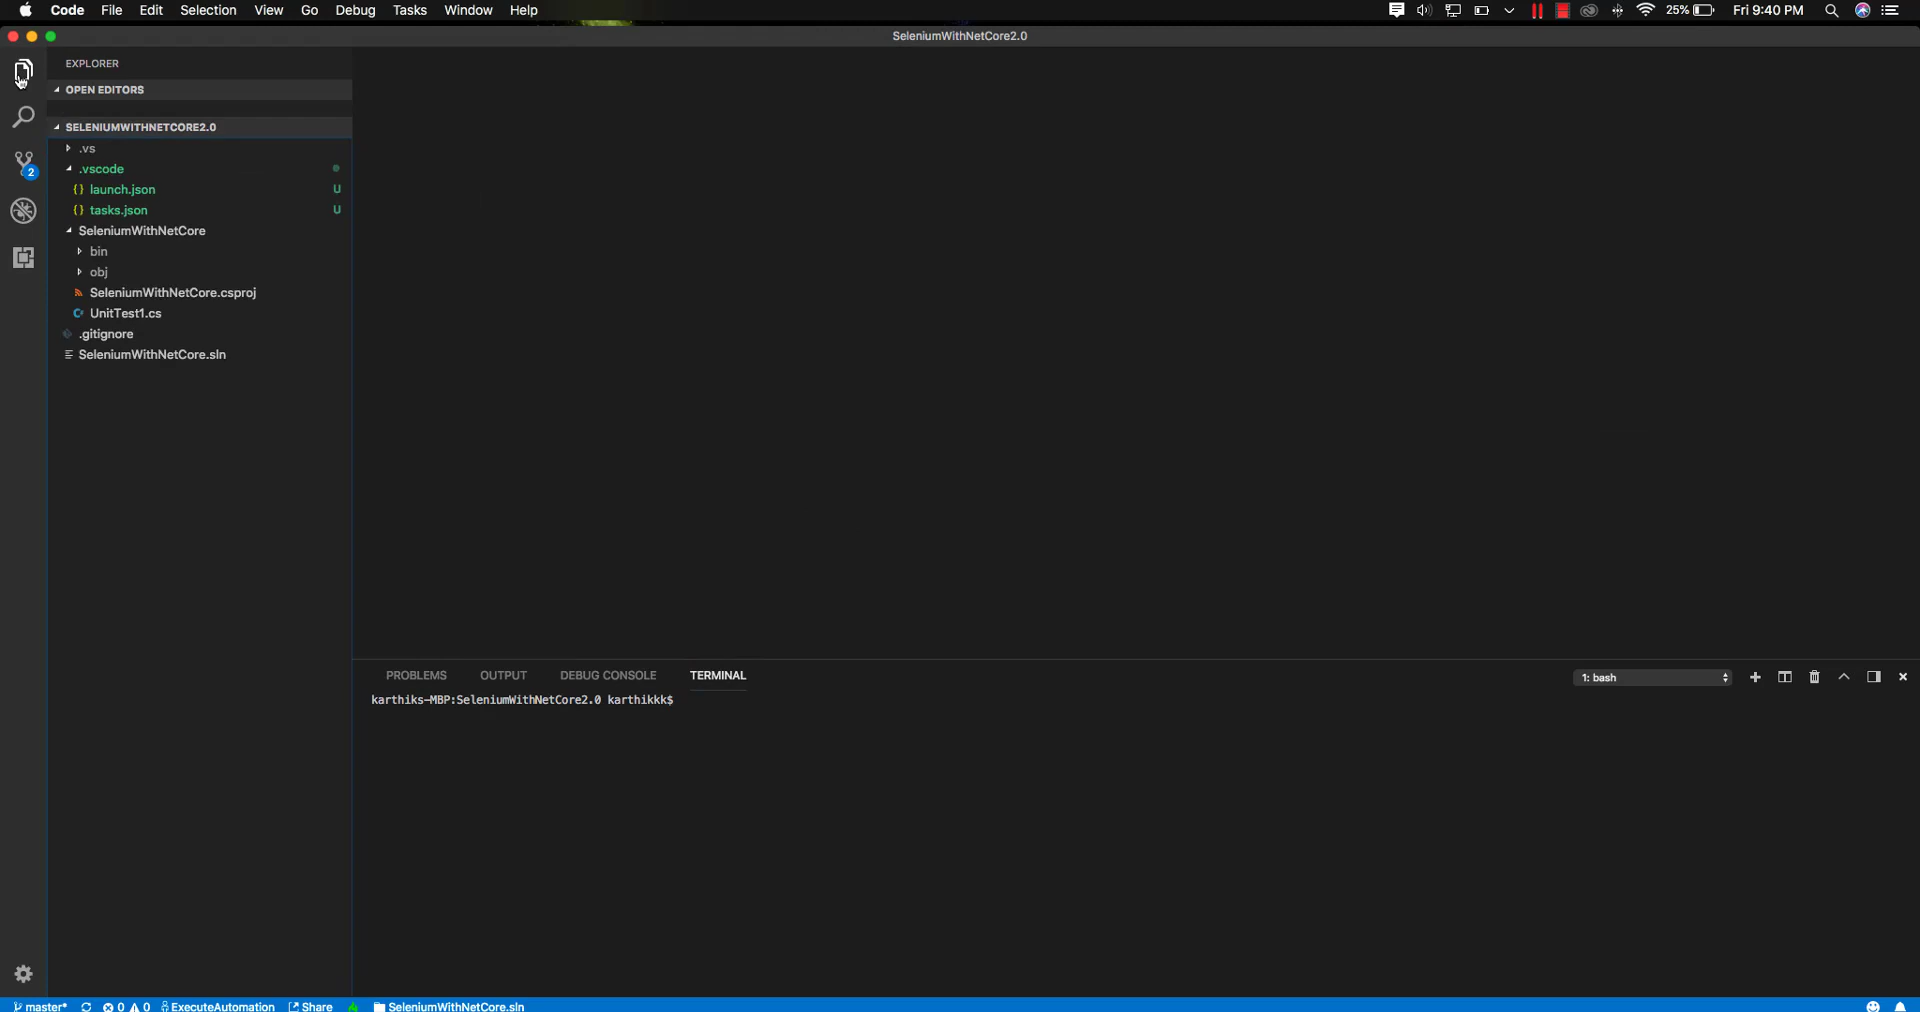 Code File Edit Selection View Go Debug Tasks Window Help 25% Fri 9:40 PM
SeleniumWithNetCore2.0
EXPLORER
OPEN EDITORS
SELENIUMWITHNETCORE2.0
.vs
.vscode
{} launch.json U
{} tasks.json U
2
SeleniumWithNetCore
bin
obj
SeleniumWithNetCore.csproj
C# UnitTest1.cs
.gitignore
SeleniumWithNetCore.sln
PROBLEMS OUTPUT DEBUG CONSOLE TERMINAL 1: bash
karthiks-MBP:SeleniumWithNetCore2.0 karthikkk$
master* 0 0 ExecuteAutomation Share SeleniumWithNetCore.sln